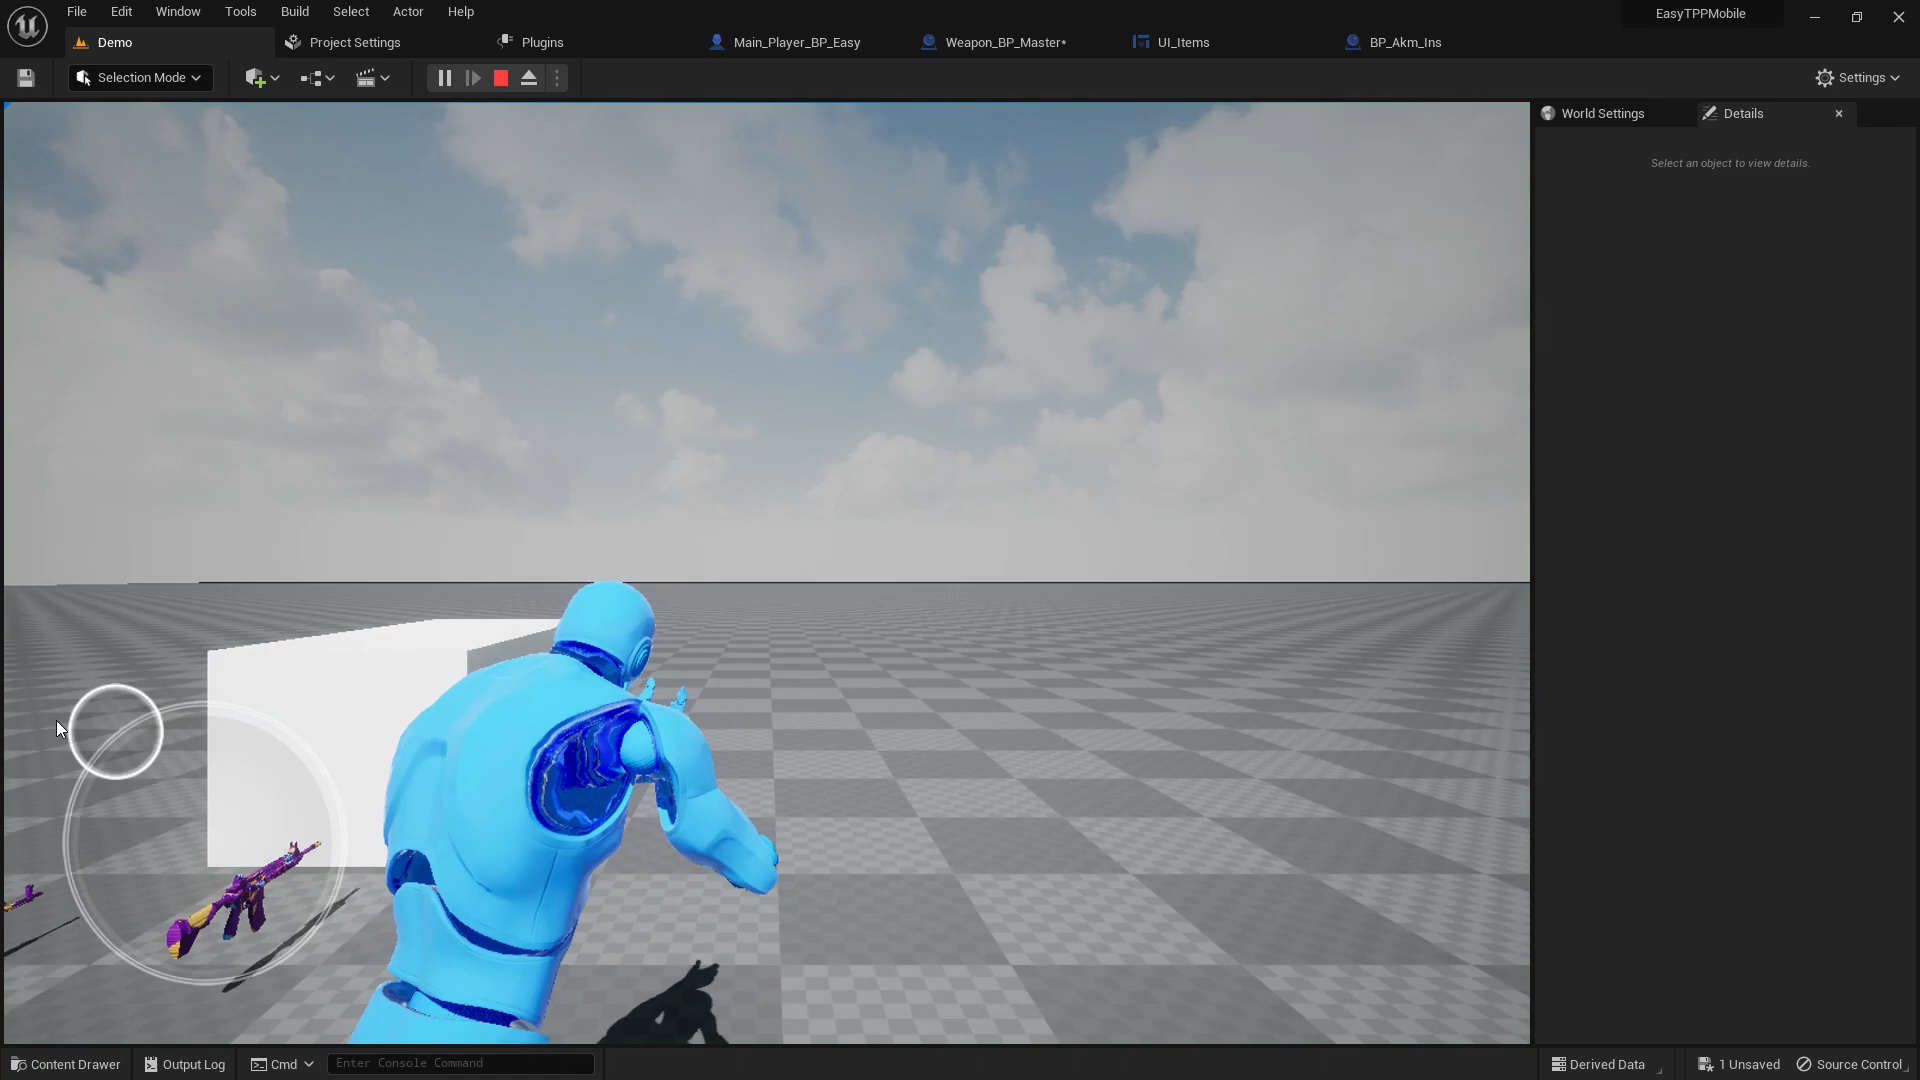 File Edit Window Tools Build Select Actor Help
EasyTPPMobile
Demo Project Settings Plugins Main_Player_BP_Easy Weapon_BP_Master* UI_Items BP_Akm_Ins
Selection Mode
Settings
World Settings Details
Select an object to view details.
Content Drawer Output Log Cmd Enter Console Command Derived Data 1 Unsaved Source Control